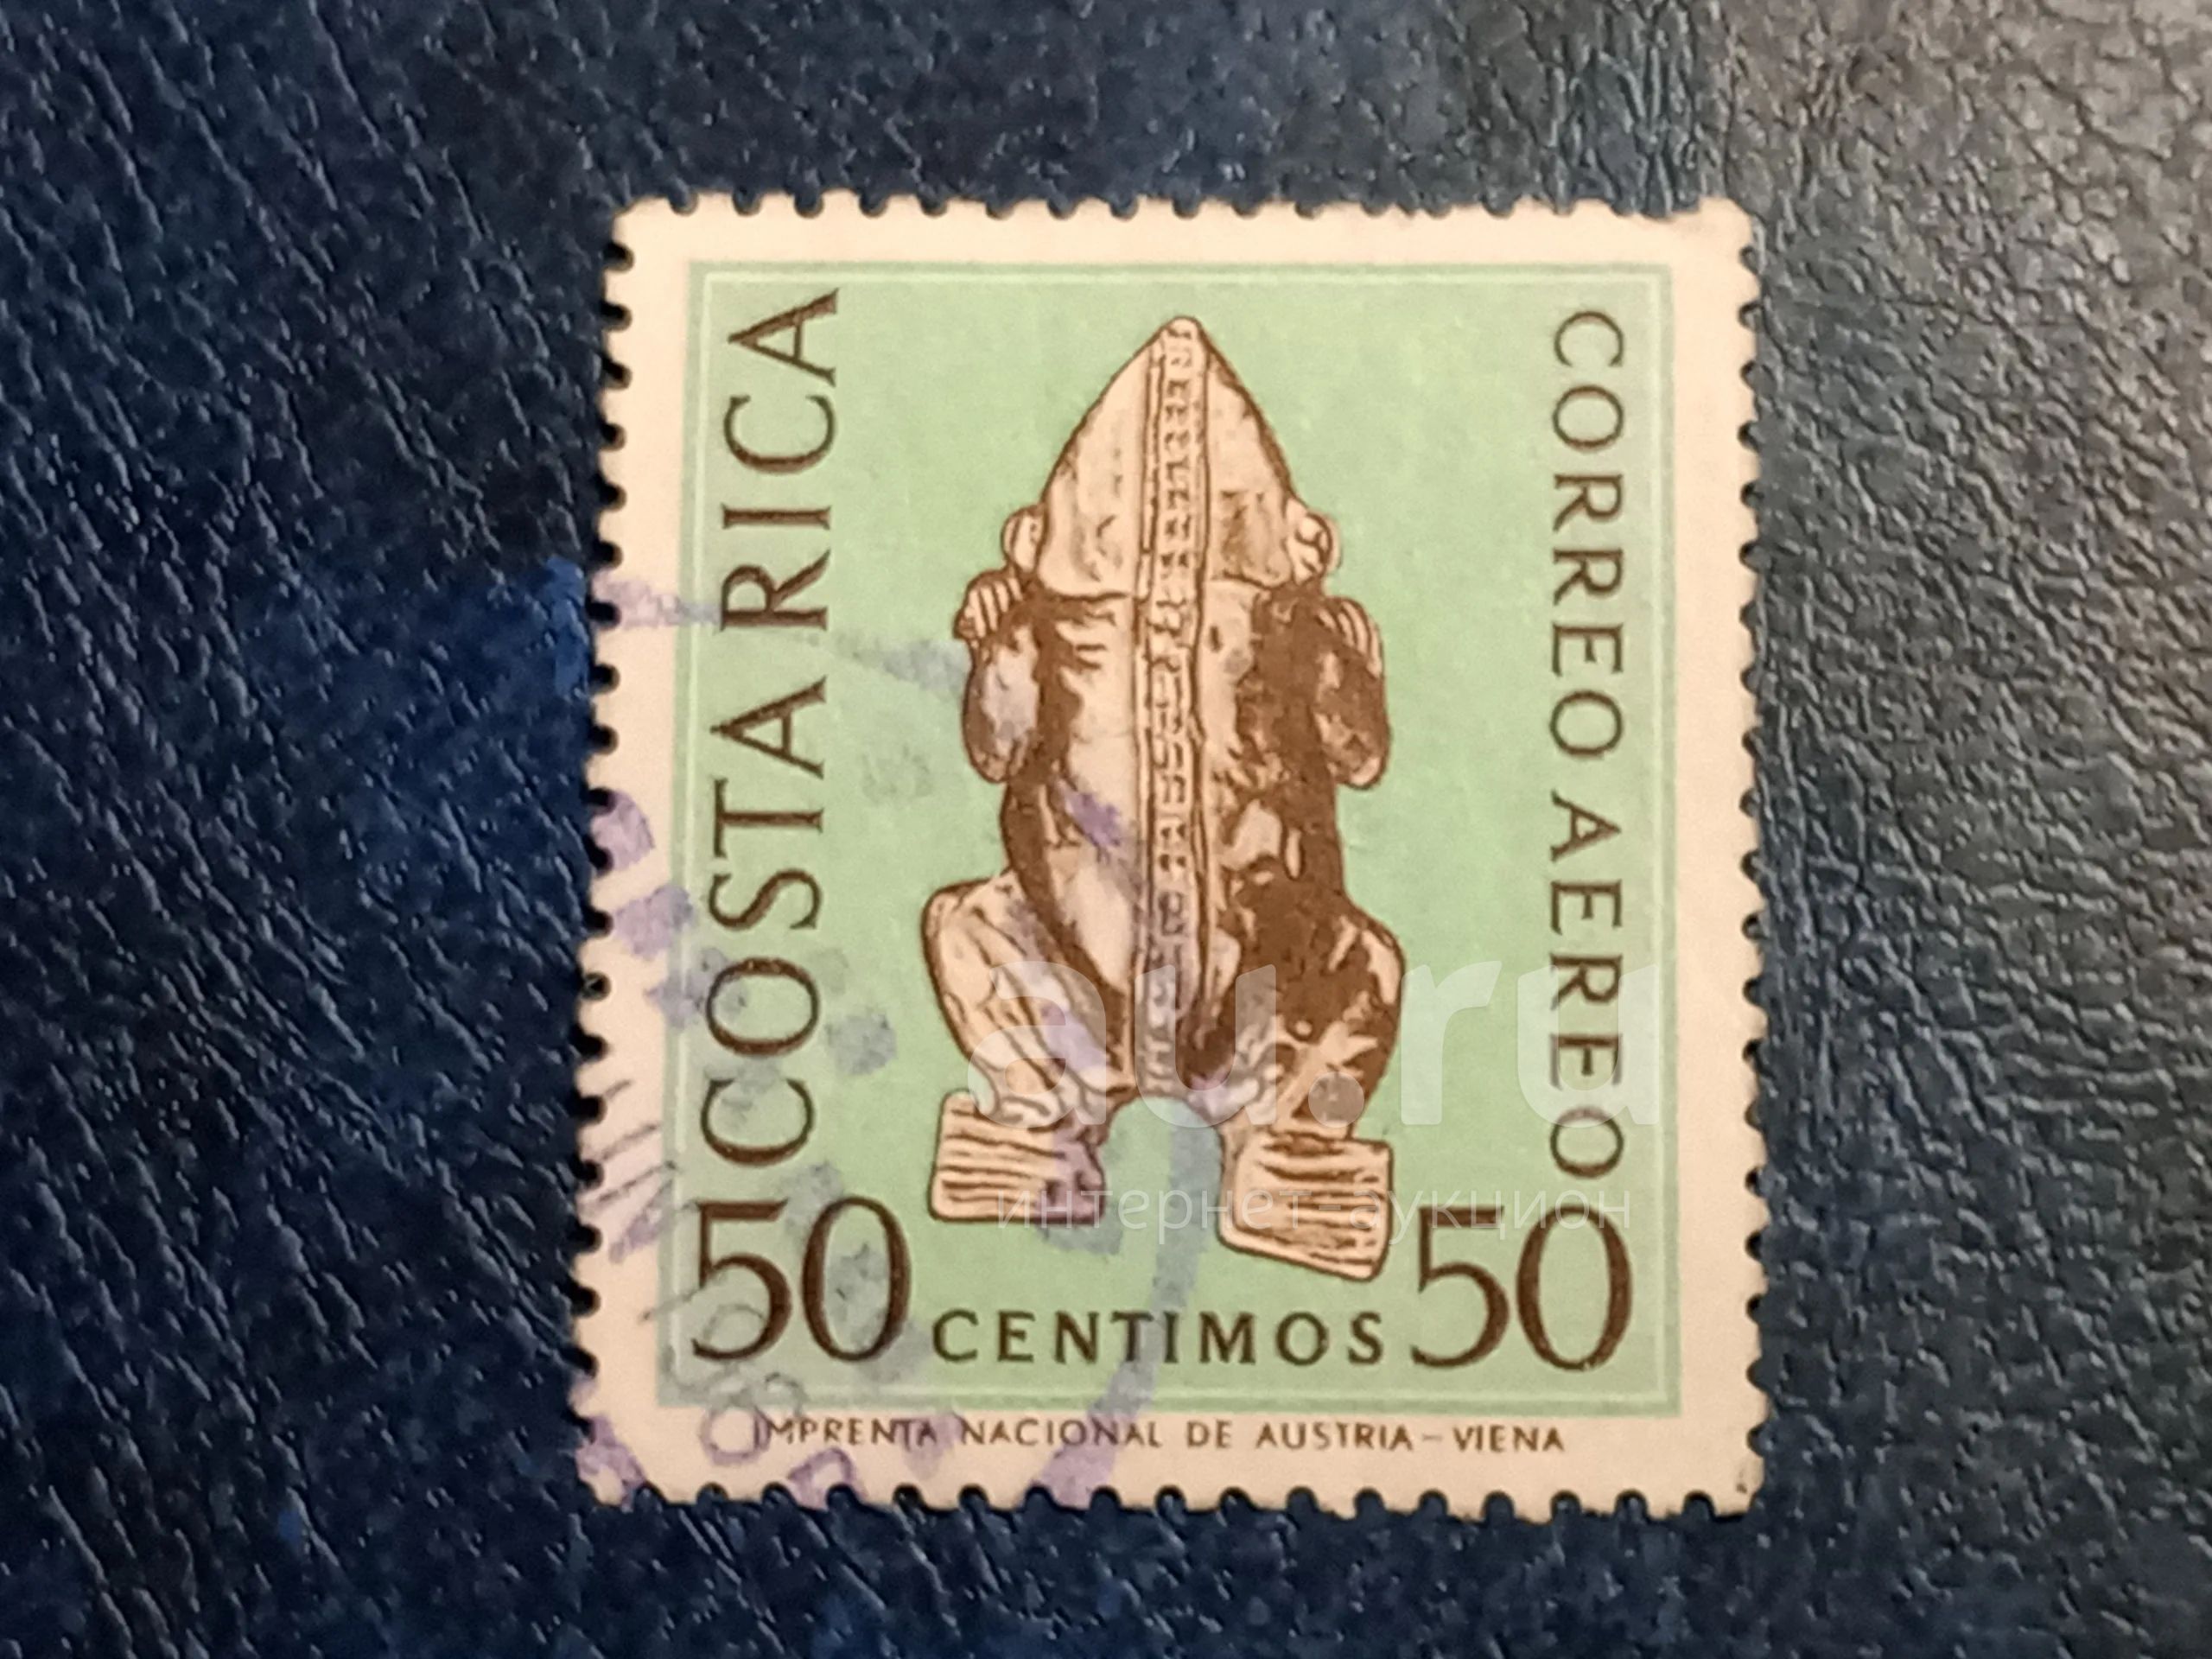 COSTA RICA
CORREO AEREO
50 CENTIMOS 50
IMPRENTA NACIONAL DE AUSTRIA - VIENA
au.ru
интернет-аукцион